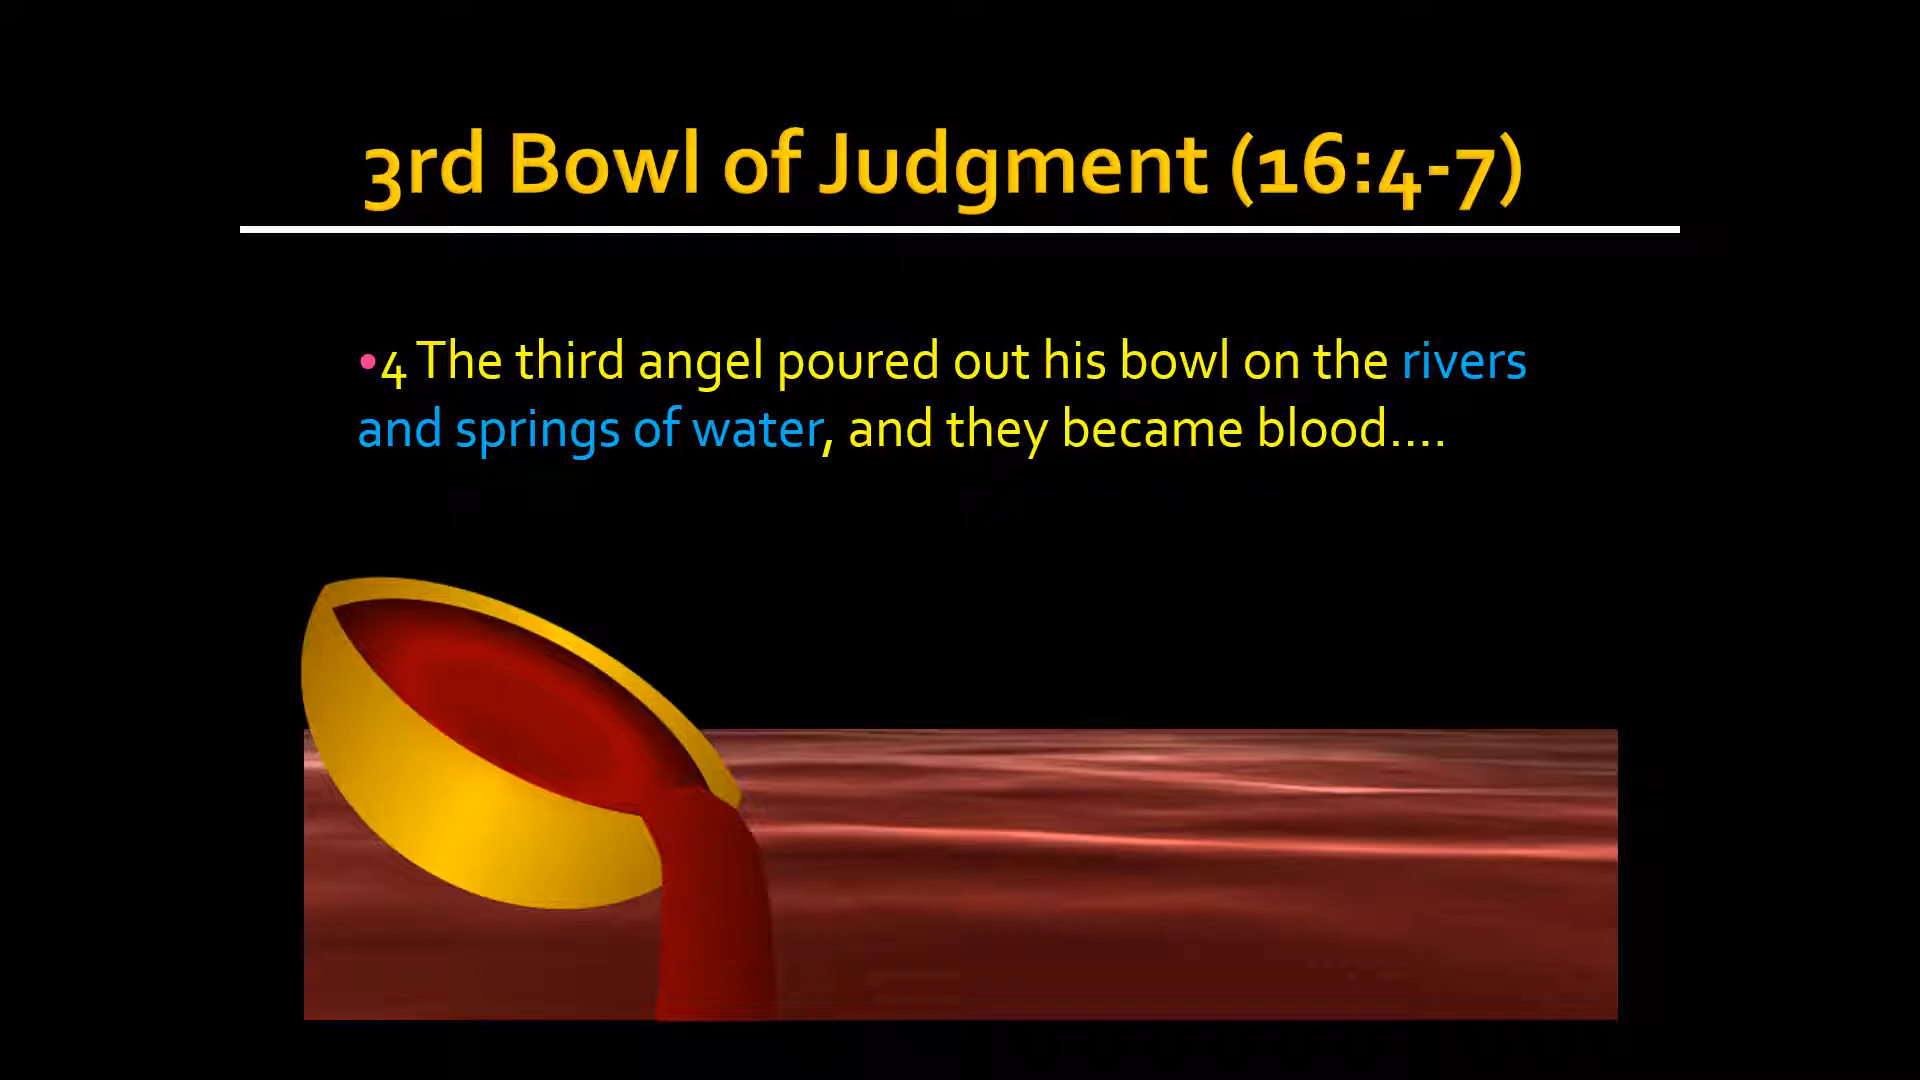 3rd Bowl of Judgment (16:4-7)
•4 The third angel poured out his bowl on the rivers
and springs of water, and they became blood....